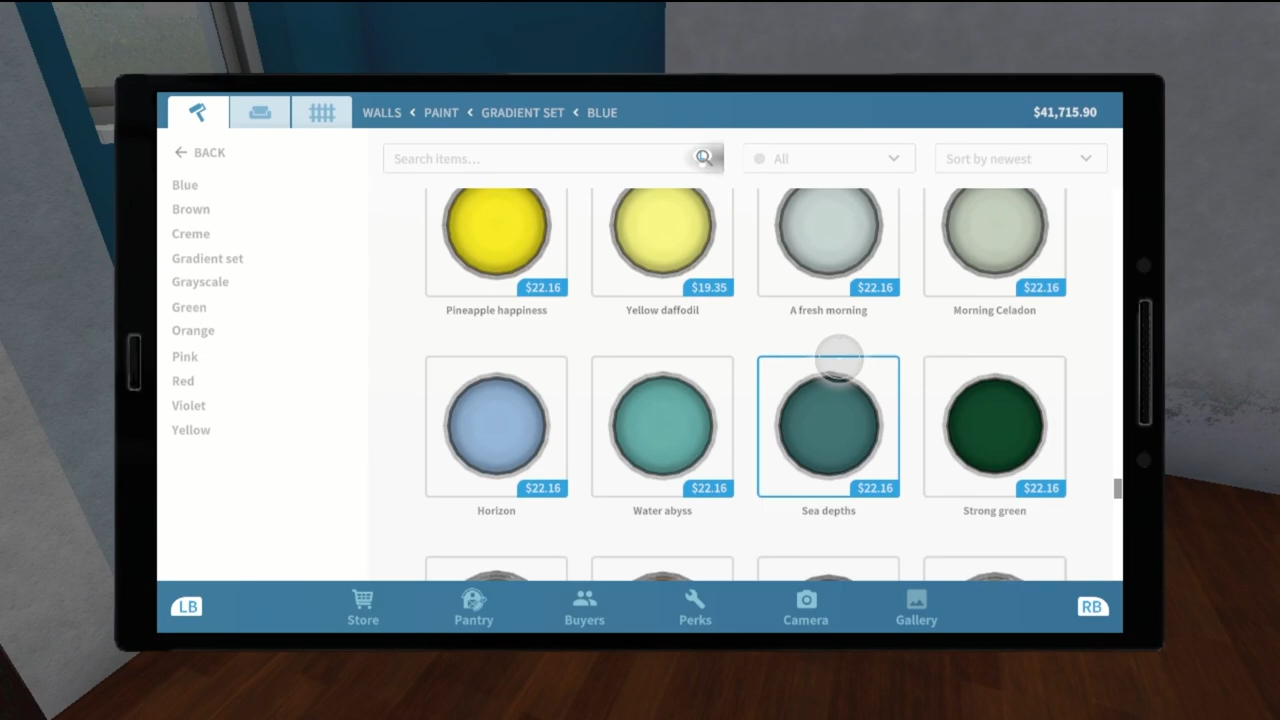 WALLS < PAINT < GRADIENT SET < BLUE
$41,715.90
BACK
Search items...
All
Sort by newest
Blue
Brown
Creme
Gradient set
Grayscale
Green
Orange
Pink
Red
Violet
Yellow
$22.16
$19.35
$22.16
$22.16
Pineapple happiness
Yellow daffodil
A fresh morning
Morning Celadon
$22.16
$22.16
$22.16
$22.16
Horizon
Water abyss
Sea depths
Strong green
LB
Store
Pantry
Buyers
Perks
Camera
Gallery
RB